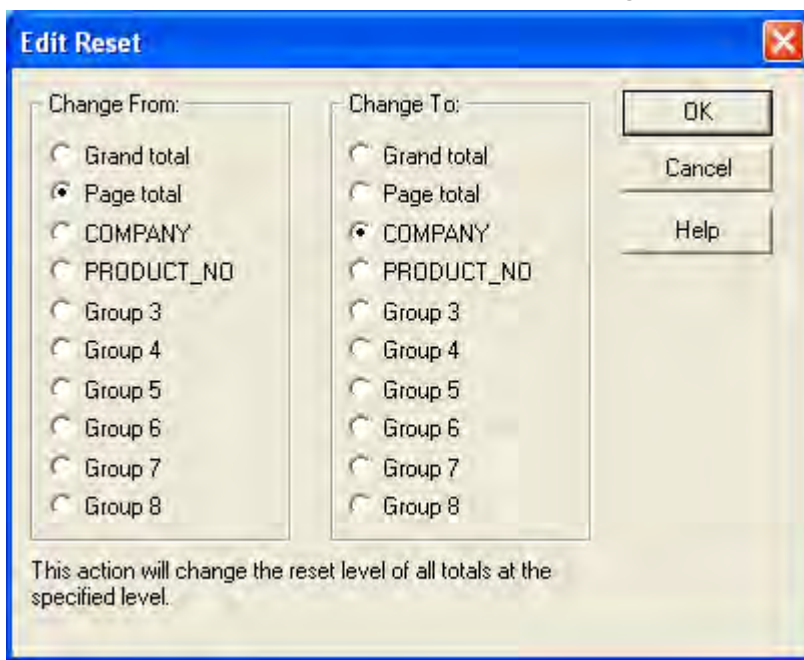 Edit Reset
Change From:
Grand total
Page total
COMPANY
PRODUCT_NO
Group 3
Group 4
Group 5
Group 6
Group 7
Group 8
Change To:
Grand total
Page total
COMPANY
PRODUCT_NO
Group 3
Group 4
Group 5
Group 6
Group 7
Group 8
OK
Cancel
Help
This action will change the reset level of all totals at the
specified level.